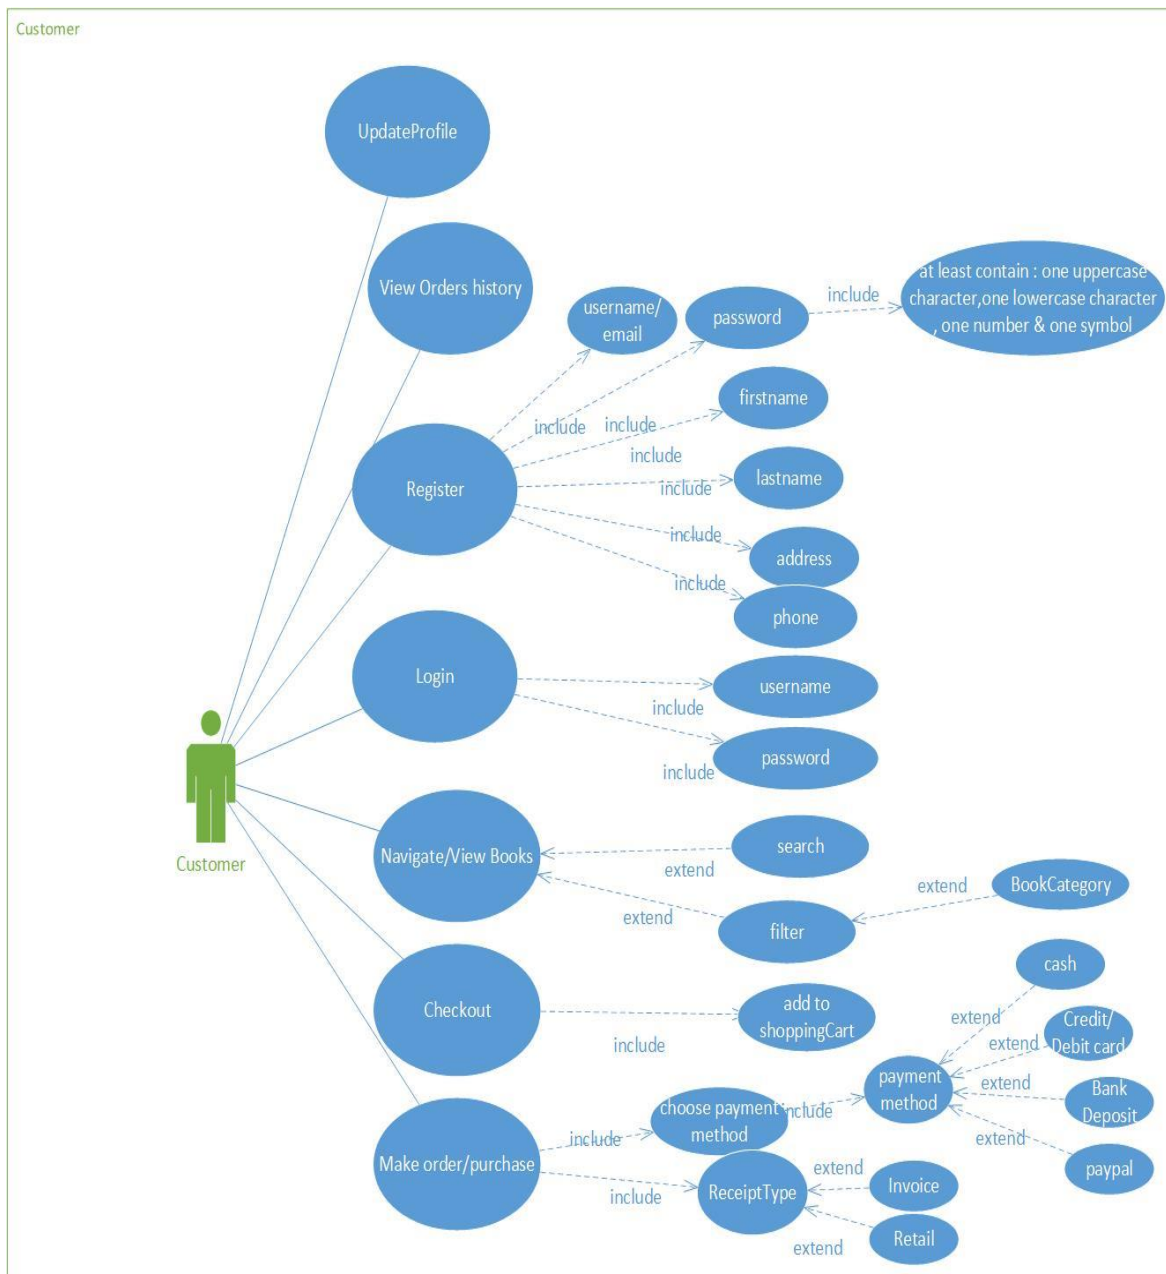 Customer
UpdateProfile
View Orders history
username/
email
password
include
at least contain : one uppercase
character,one lowercase character
, one number & one symbol
firstname
include
include
Register
include
lastname
include
include
address
include
phone
Login
username
include
password
include
Customer
Navigate/View Books
search
extend
extend
filter
extend
BookCategory
Checkout
add to
shoppingCart
include
cash
extend
Credit/
Debit card
extend
payment
method
extend
Bank
Deposit
extend
paypal
Make order/purchase
include
choose payment
method
include
include
ReceiptType
extend
Invoice
Retail
extend